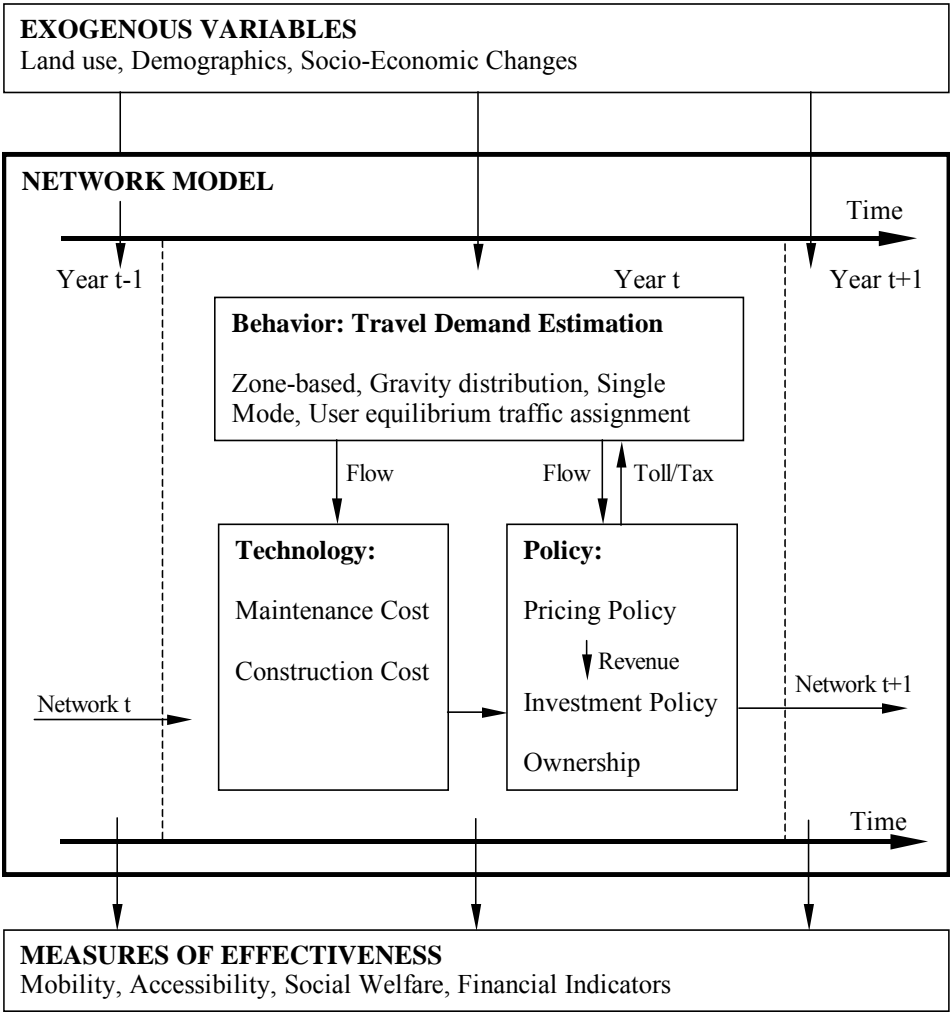 EXOGENOUS VARIABLES
Land use, Demographics, Socio-Economic Changes
NETWORK MODEL
Time
Year t-1
Year t
Year t+1
Behavior: Travel Demand Estimation
Zone-based, Gravity distribution, Single
Mode, User equilibrium traffic assignment
Flow
Flow
Toll/Tax
Technology:
Maintenance Cost
Construction Cost
Policy:
Pricing Policy
Revenue
Investment Policy
Ownership
Network t
Network t+1
Time
MEASURES OF EFFECTIVENESS
Mobility, Accessibility, Social Welfare, Financial Indicators